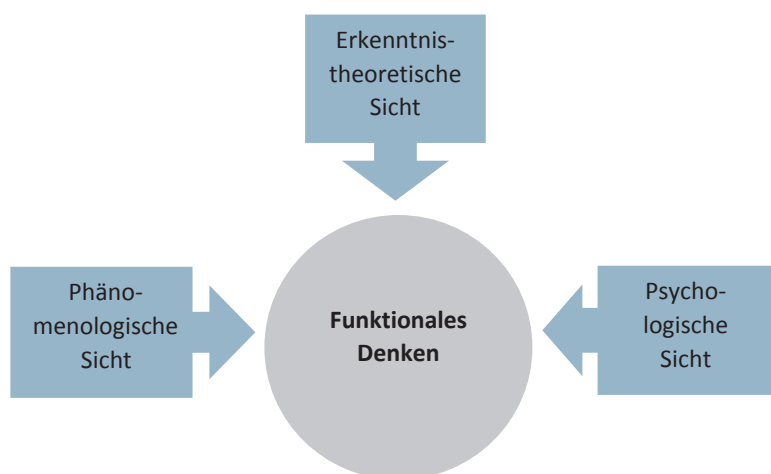 Erkenntnis-
theoretische
Sicht
Phäno-
menologische
Sicht
Funktionales
Denken
Psycho-
logische
Sicht